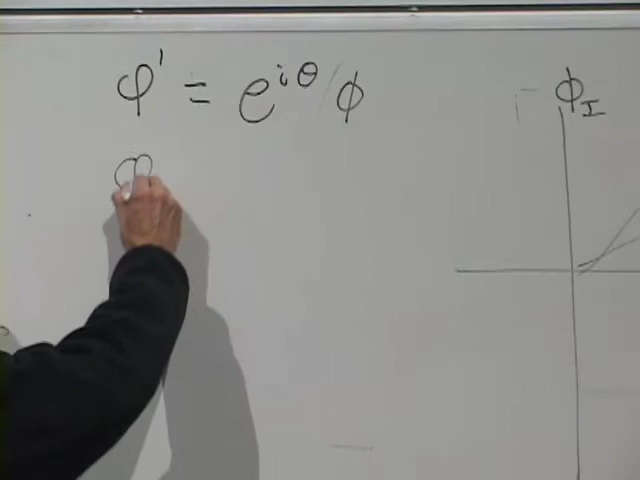 φ' = e^{iθ} ϕ
ϕ_I
φ